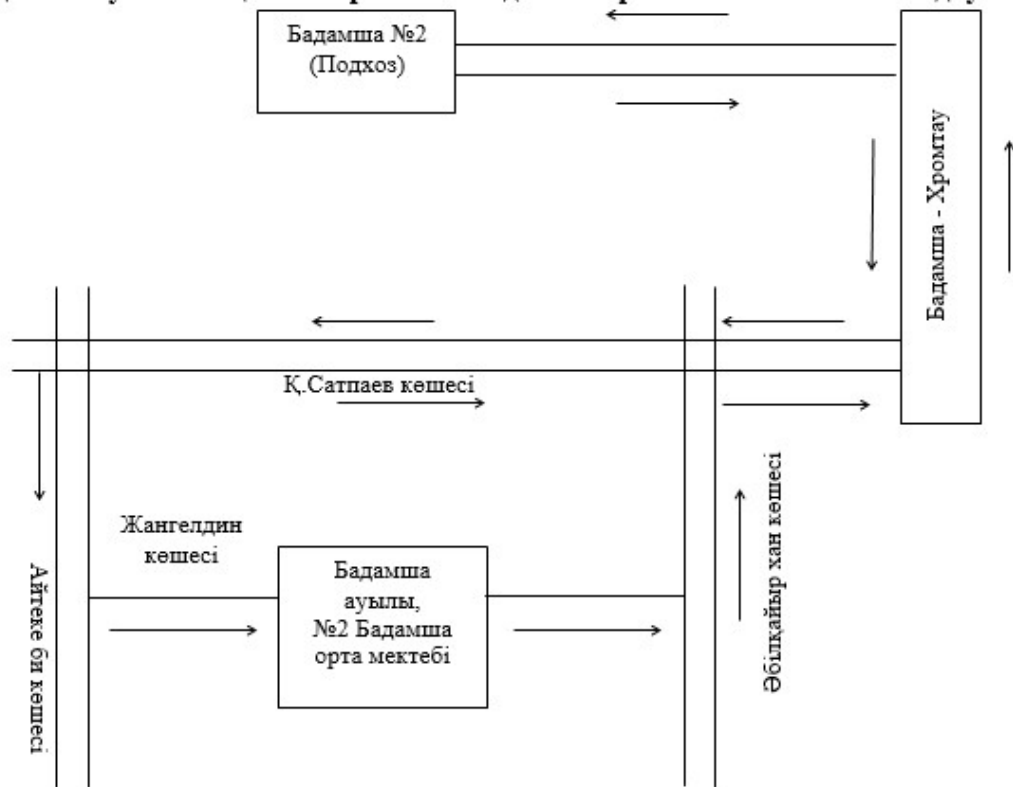 Бадамша №2
(Подхоз)
Бадамша - Хромтау
Қ.Сатпаев көшесі
Жангелдин
көшесі
Бадамша
ауылы,
№2 Бадамша
орта мектебі
Айтеке би көшесі
Әбілқайыр хан көшесі